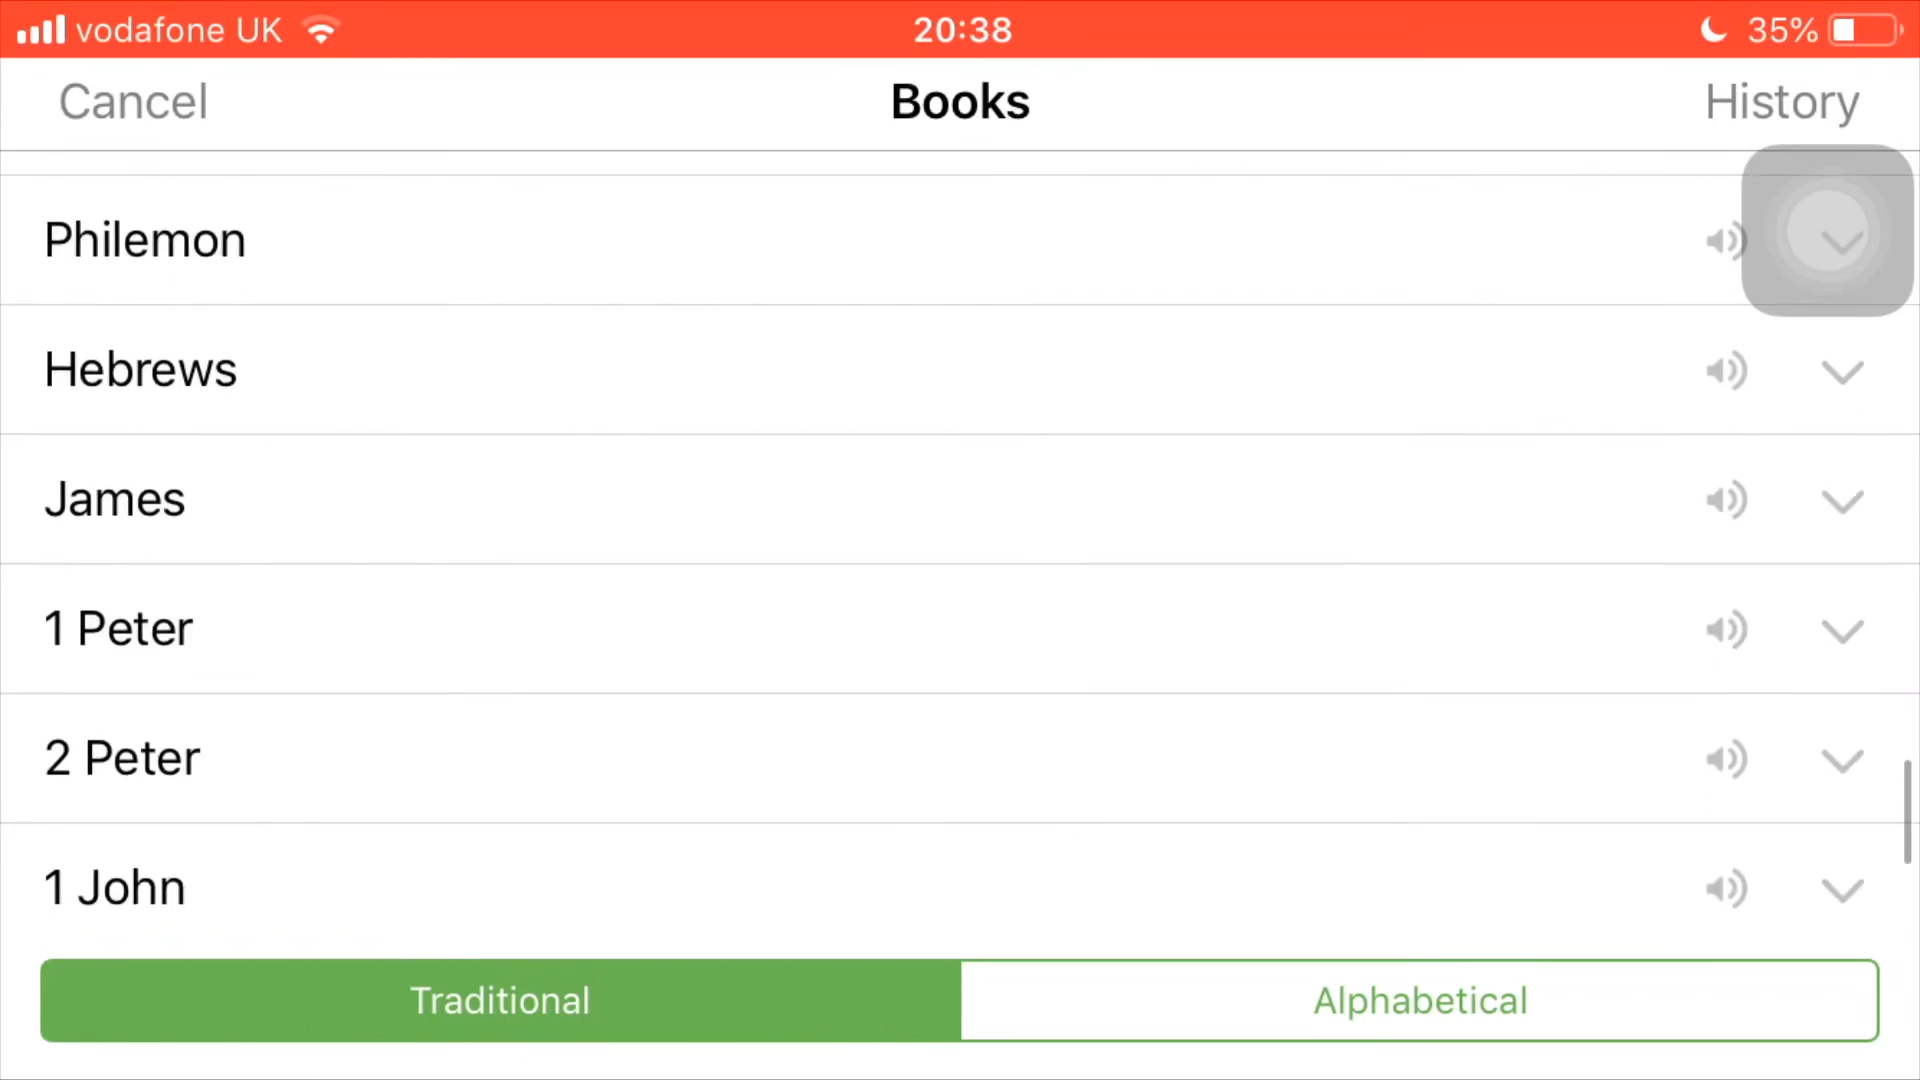 vodafone UK 20:38 35%
Cancel Books History
Philemon
Hebrews
James
1 Peter
2 Peter
1 John
Traditional Alphabetical